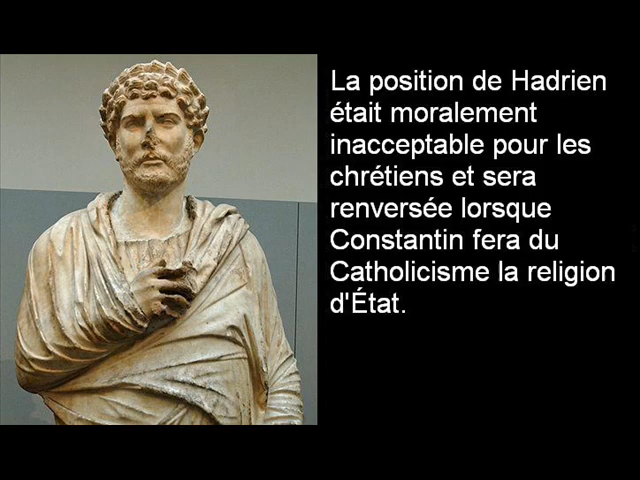 La position de Hadrien
était moralement
inacceptable pour les
chrétiens et sera
renversée lorsque
Constantin fera du
Catholicisme la religion
d'État.